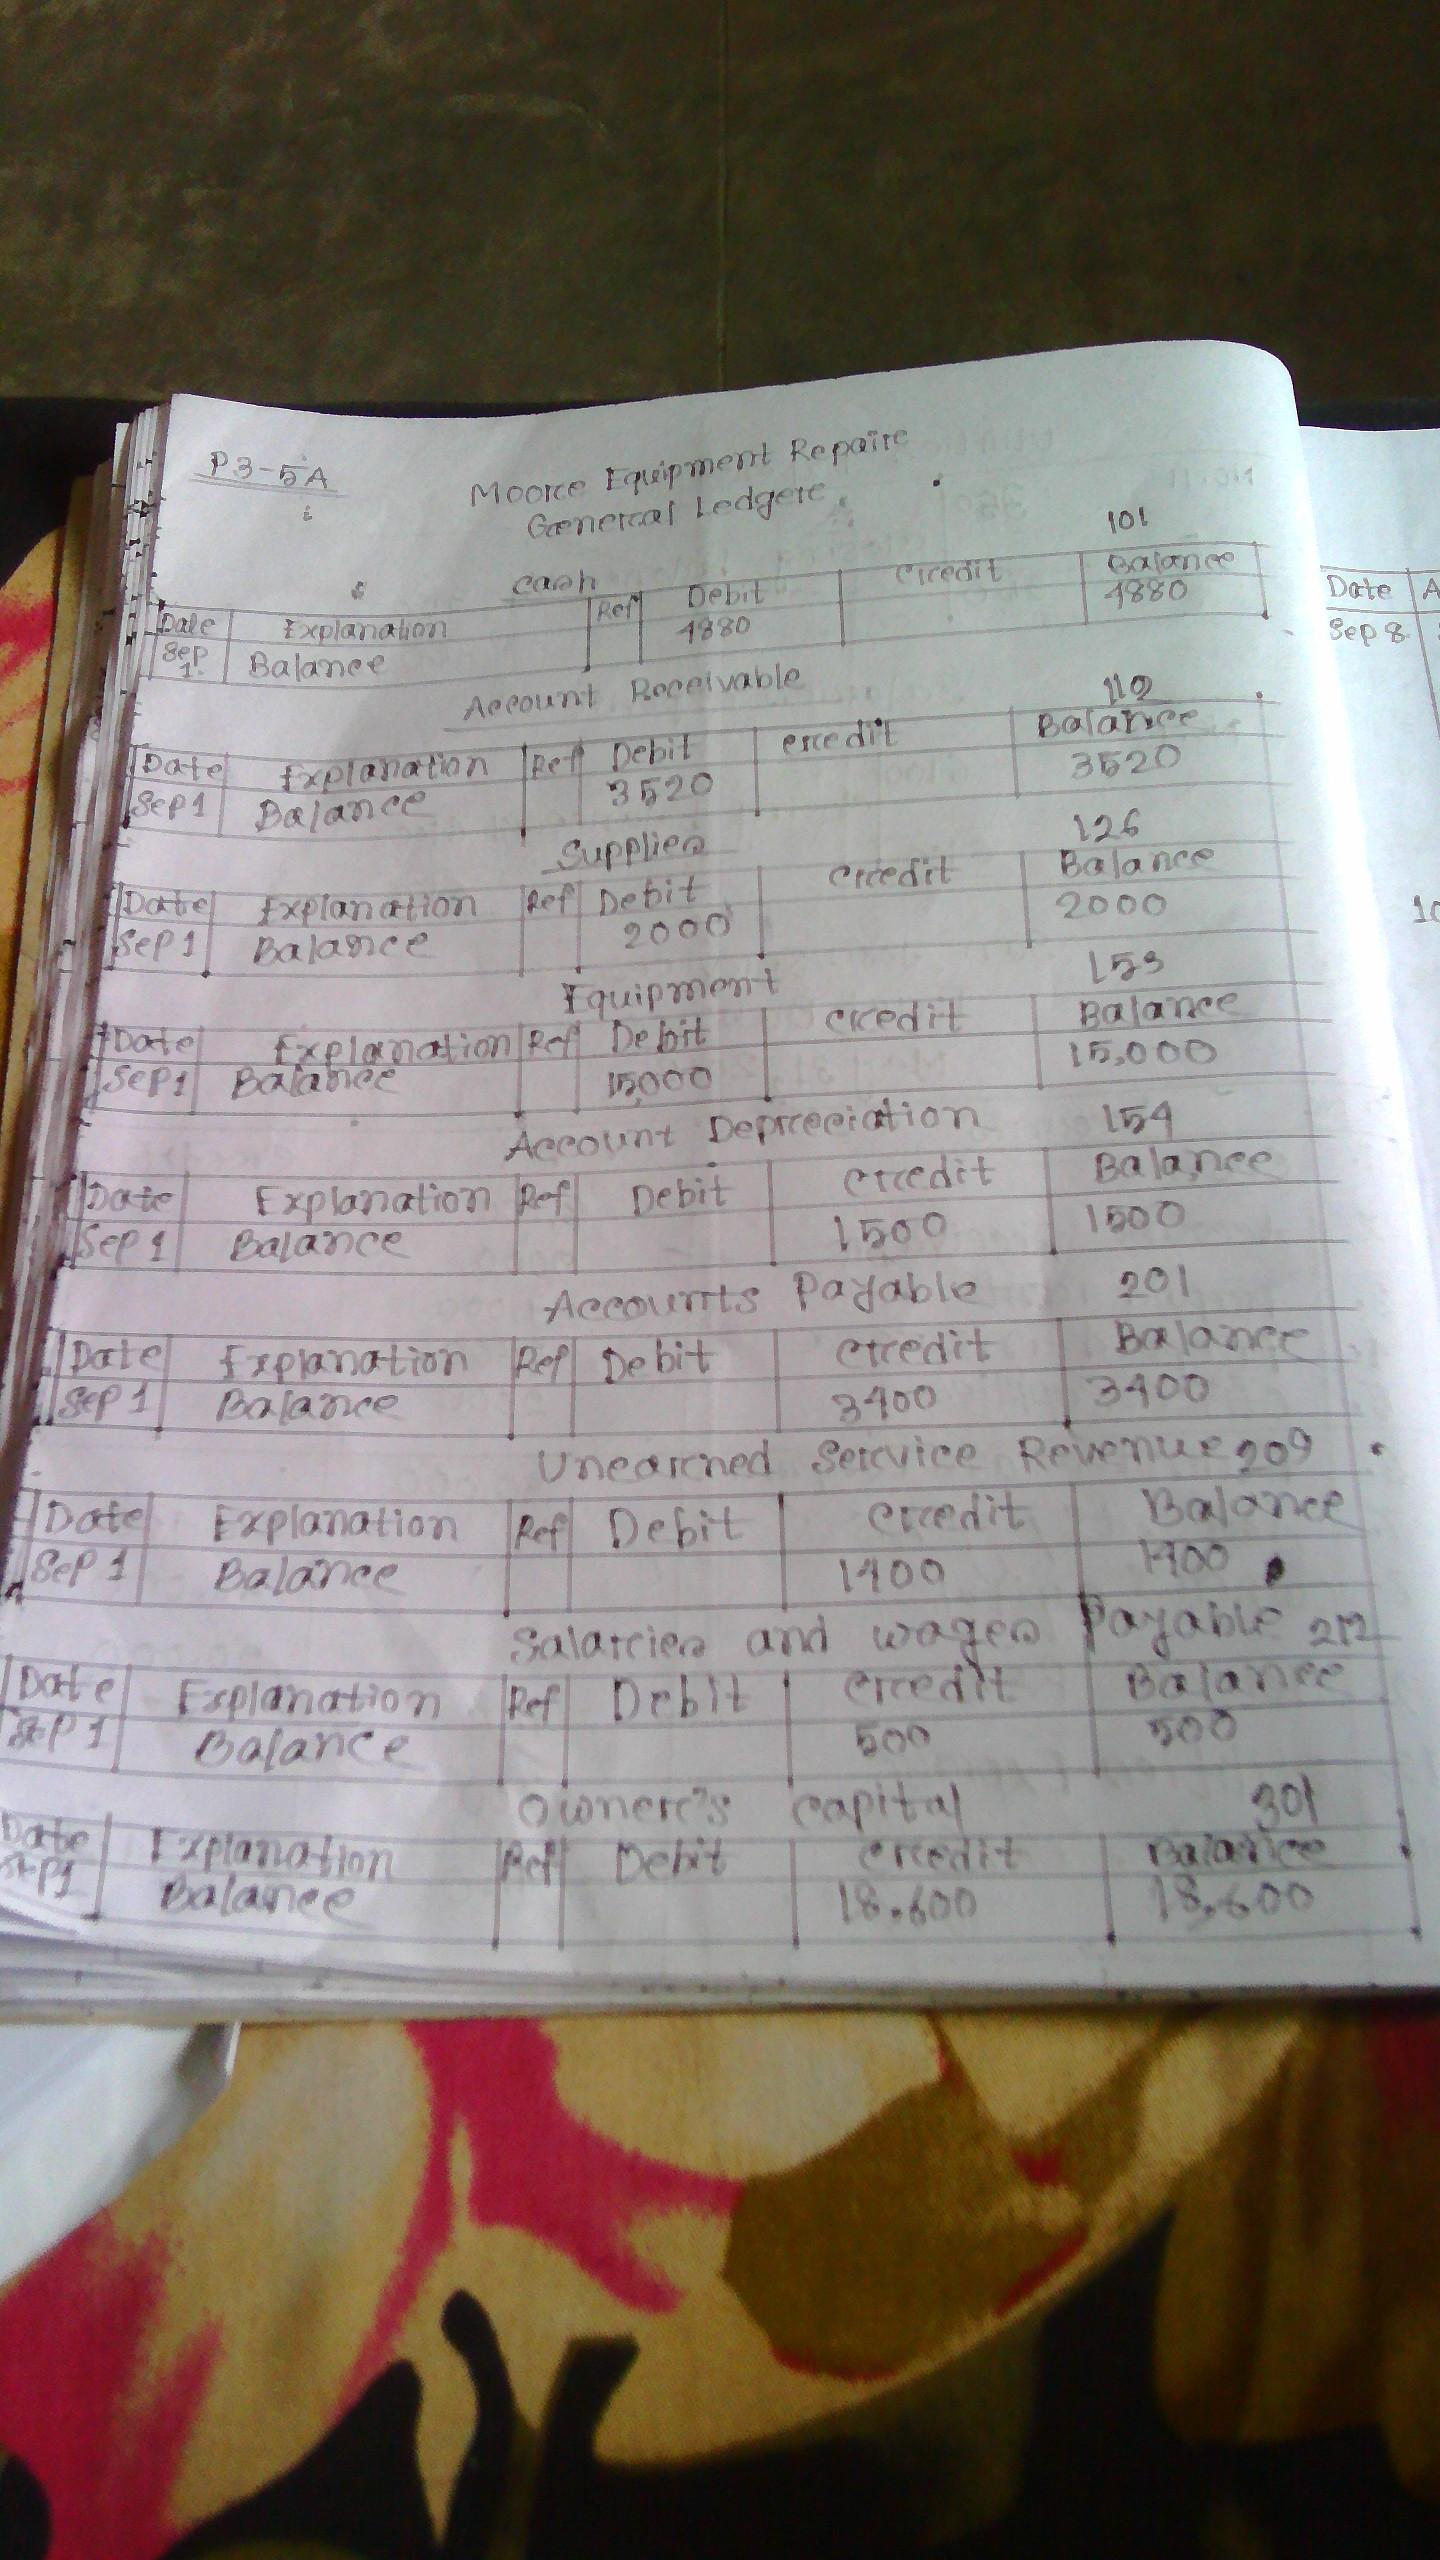 P3-5A
Moore Equipment Repaire
General Ledgere
Cash 101
Date Explanation Ref Debit Credit Balance
Sep 1. Balance 4880 4880
Account Receivable 112
Date Explanation Ref Debit Credit Balance
Sep 1 Balance 3520 3520
Supplies 126
Date Explanation Ref Debit Credit Balance
Sep 1 Balance 2000 2000
Equipment 153
Date Explanation Ref Debit Credit Balance
Sep 1 Balance 15,000 15,000
Account Depreciation 154
Date Explanation Ref Debit Credit Balance
Sep 1 Balance 1500 1500
Accounts Payable 201
Date Explanation Ref Debit Credit Balance
Sep 1 Balance 3400 3400
Unearned Service Revenue 209
Date Explanation Ref Debit Credit Balance
Sep 1 Balance 1400 1400
Salaries and wages Payable 212
Date Explanation Ref Debit Credit Balance
Sep 1 Balance 500 500
Owner's Capital 301
Date Explanation Ref Debit Credit Balance
Sep 1 Balance 18,600 18,600
Date
Sep 8